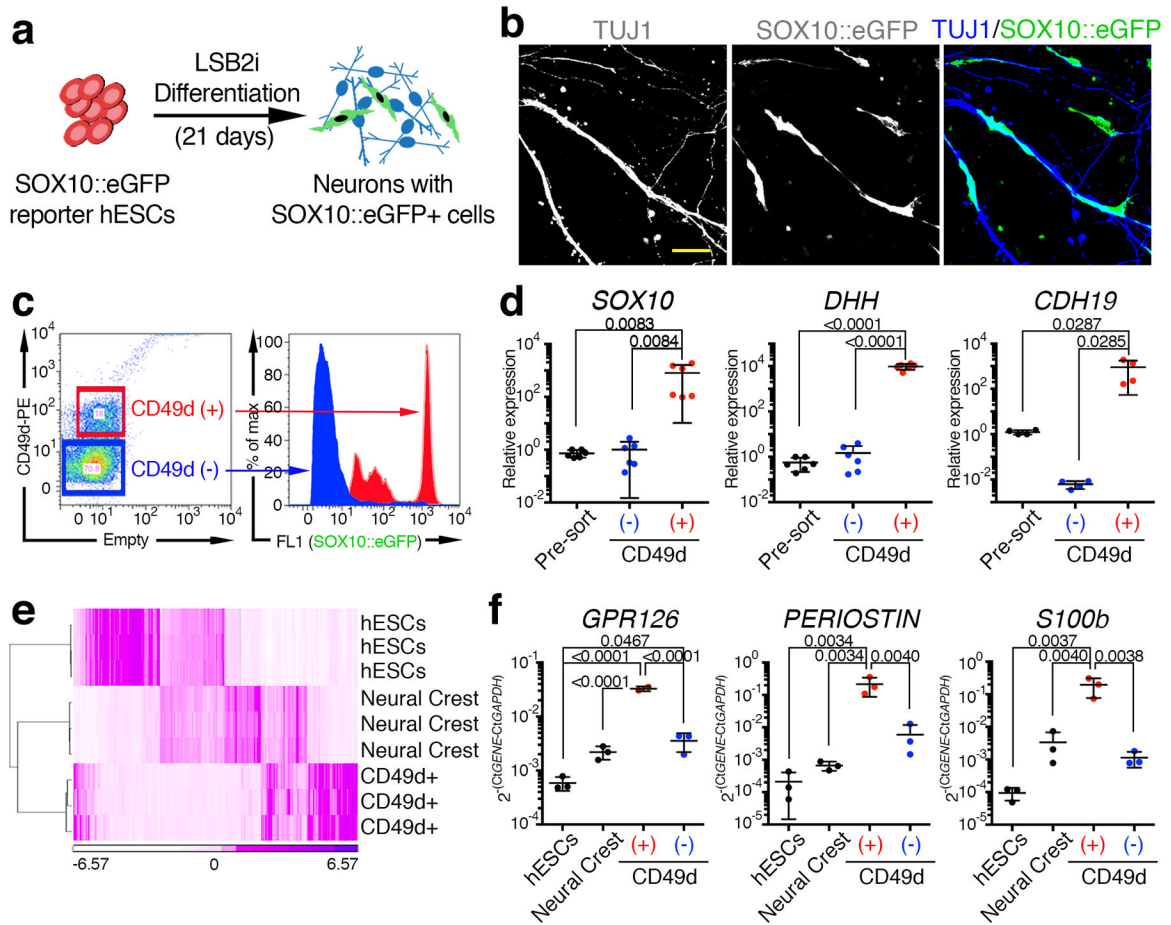 a
LSB2i
Differentiation
(21 days)
SOX10::eGFP
reporter hESCs
Neurons with
SOX10::eGFP+ cells
b
TUJ1
SOX10::eGFP
TUJ1/SOX10::eGFP
c
CD49d-PE
10^4
10^3
10^2
10^1
0
18
70.8
CD49d (+)
CD49d (-)
0 10^1 10^2 10^3 10^4
Empty
% of max
100
80
60
40
20
0
0 10^1 10^2 10^3 10^4
FL1 (SOX10::eGFP)
d
SOX10
0.0083
0.0084
Relative expression
10^4
10^2
10^0
10^-2
Pre-sort
(-) (+)
CD49d
DHH
<0.0001
<0.0001
Relative expression
10^4
10^2
10^0
10^-2
Pre-sort
(-) (+)
CD49d
CDH19
0.0287
0.0285
Relative expression
10^4
10^2
10^0
10^-2
Pre-sort
(-) (+)
CD49d
e
hESCs
hESCs
hESCs
Neural Crest
Neural Crest
Neural Crest
CD49d+
CD49d+
CD49d+
-6.57 0 6.57
f
GPR126
0.0467
<0.0001 <0.0001
<0.0001
2^-(CtGENE-CtGAPDH)
10^-1
10^-2
10^-3
10^-4
hESCs
Neural Crest
(+) (-)
CD49d
PERIOSTIN
0.0034
0.0034 0.0040
2^-(CtGENE-CtGAPDH)
10^0
10^-1
10^-2
10^-3
10^-4
10^-5
hESCs
Neural Crest
(+) (-)
CD49d
S100b
0.0037
0.0040 0.0038
2^-(CtGENE-CtGAPDH)
10^0
10^-1
10^-2
10^-3
10^-4
10^-5
hESCs
Neural Crest
(+) (-)
CD49d